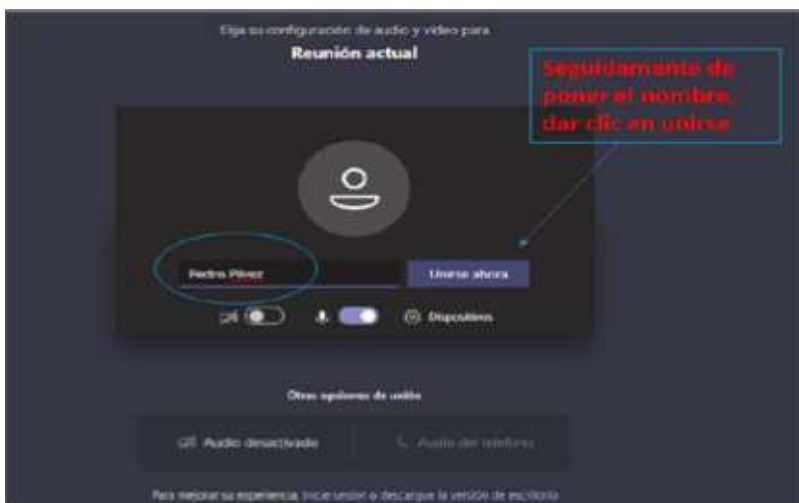 Elija su configuración de audio y vídeo para
Reunión actual
Seguidamente de
poner el nombre,
dar clic en unirse
Pedro
Unirse ahora
Dispositivos
Otras opciones de unión
Audio desactivado
Audio del teléfono
Para mejorar su experiencia, inicie sesión o descargue la versión de escritorio